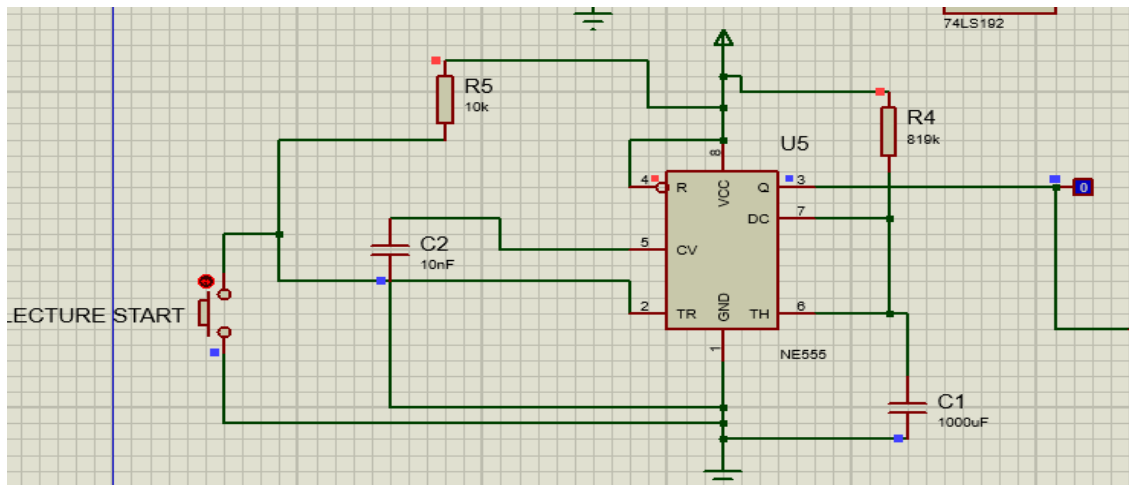 74LS192
R5
10k
R4
819k
U5
8
4
R
VCC
Q
3
DC
7
C2
10nF
5
CV
2
TR
GND
TH
6
1
NE555
LECTURE START
C1
1000uF
0